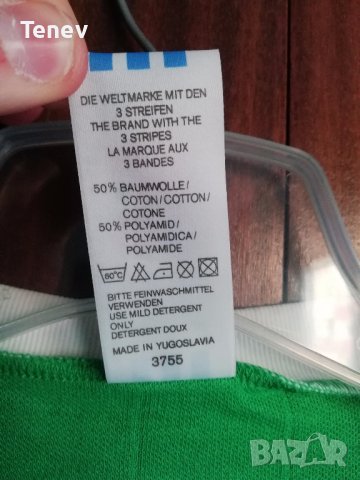 Tenev
DIE WELTMARKE MIT DEN
3 STREIFEN
THE BRAND WITH THE
3 STRIPES
LA MARQUE AUX
3 BANDES
50% BAUMWOLLE/
COTON/COTTON/
COTONE
50% POLYAMID/
POLYAMIDICA/
POLYAMIDE
60°C
BITTE FEINWASCHMITTEL
VERWENDEN
USE MILD DETERGENT
ONLY
DETERGENT DOUX
MADE IN YUGOSLAVIA
3755
BAZAR
bg